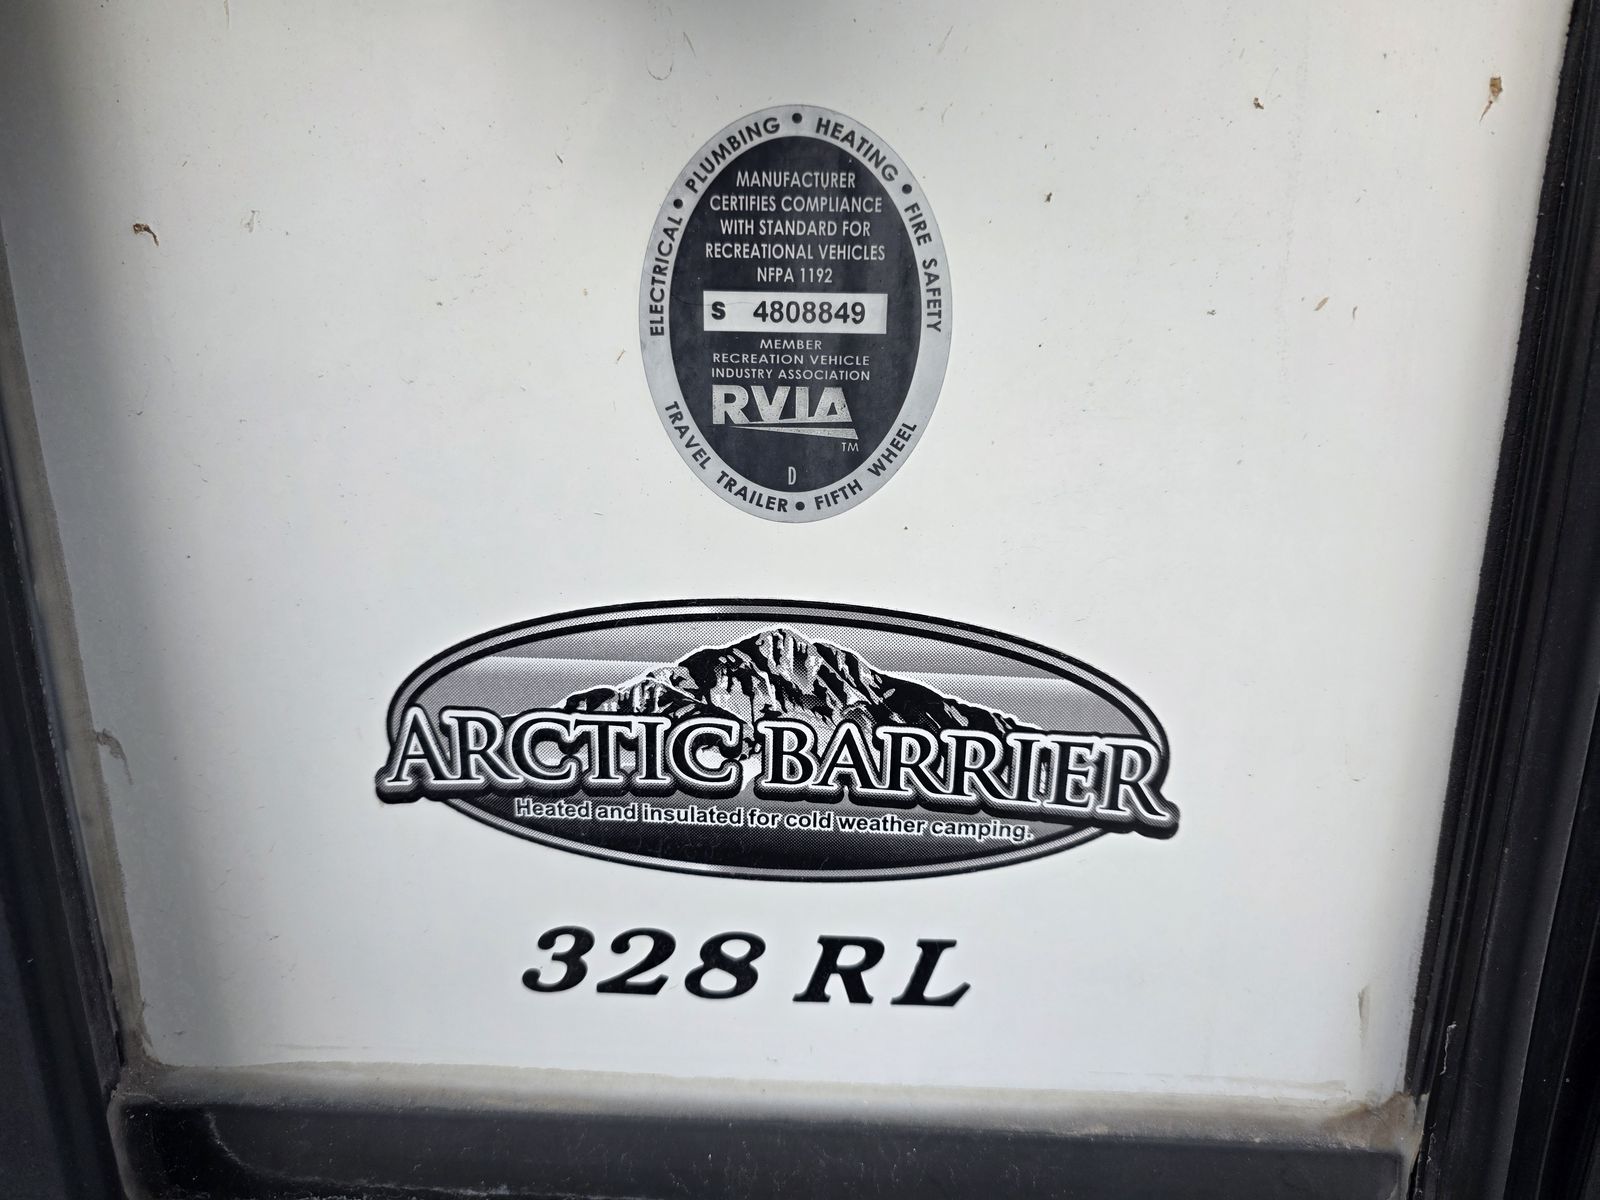 ELECTRICAL • PLUMBING • HEATING • FIRE SAFETY
MANUFACTURER
CERTIFIES COMPLIANCE
WITH STANDARD FOR
RECREATIONAL VEHICLES
NFPA 1192
S 4808849
MEMBER
RECREATION VEHICLE
INDUSTRY ASSOCIATION
RVIA
TM
D
TRAVEL TRAILER • FIFTH WHEEL
ARCTIC BARRIER
Heated and insulated for cold weather camping.
328 RL